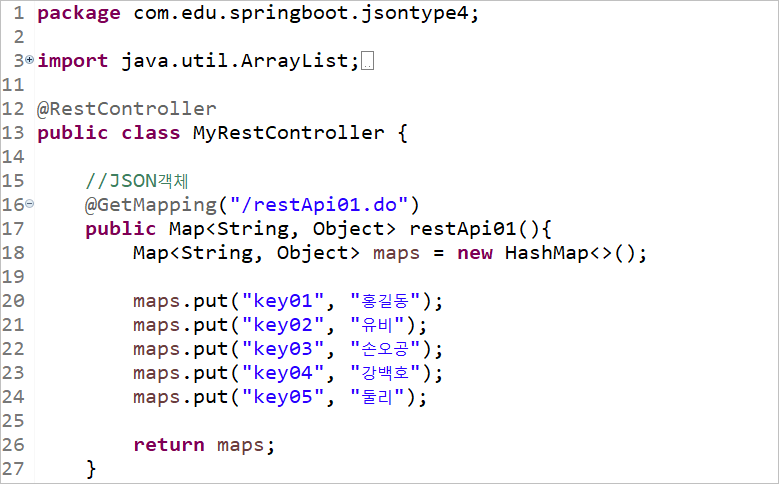 1 package com.edu.springboot.jsontype4;
2
3 import java.util.ArrayList;
11
12 @RestController
13 public class MyRestController {
14
15 //JSON객체
16 @GetMapping("/restApi01.do")
17 public Map<String, Object> restApi01(){
18 Map<String, Object> maps = new HashMap<>();
19
20 maps.put("key01", "홍길동");
21 maps.put("key02", "유비");
22 maps.put("key03", "손오공");
23 maps.put("key04", "강백호");
24 maps.put("key05", "둘리");
25
26 return maps;
27 }